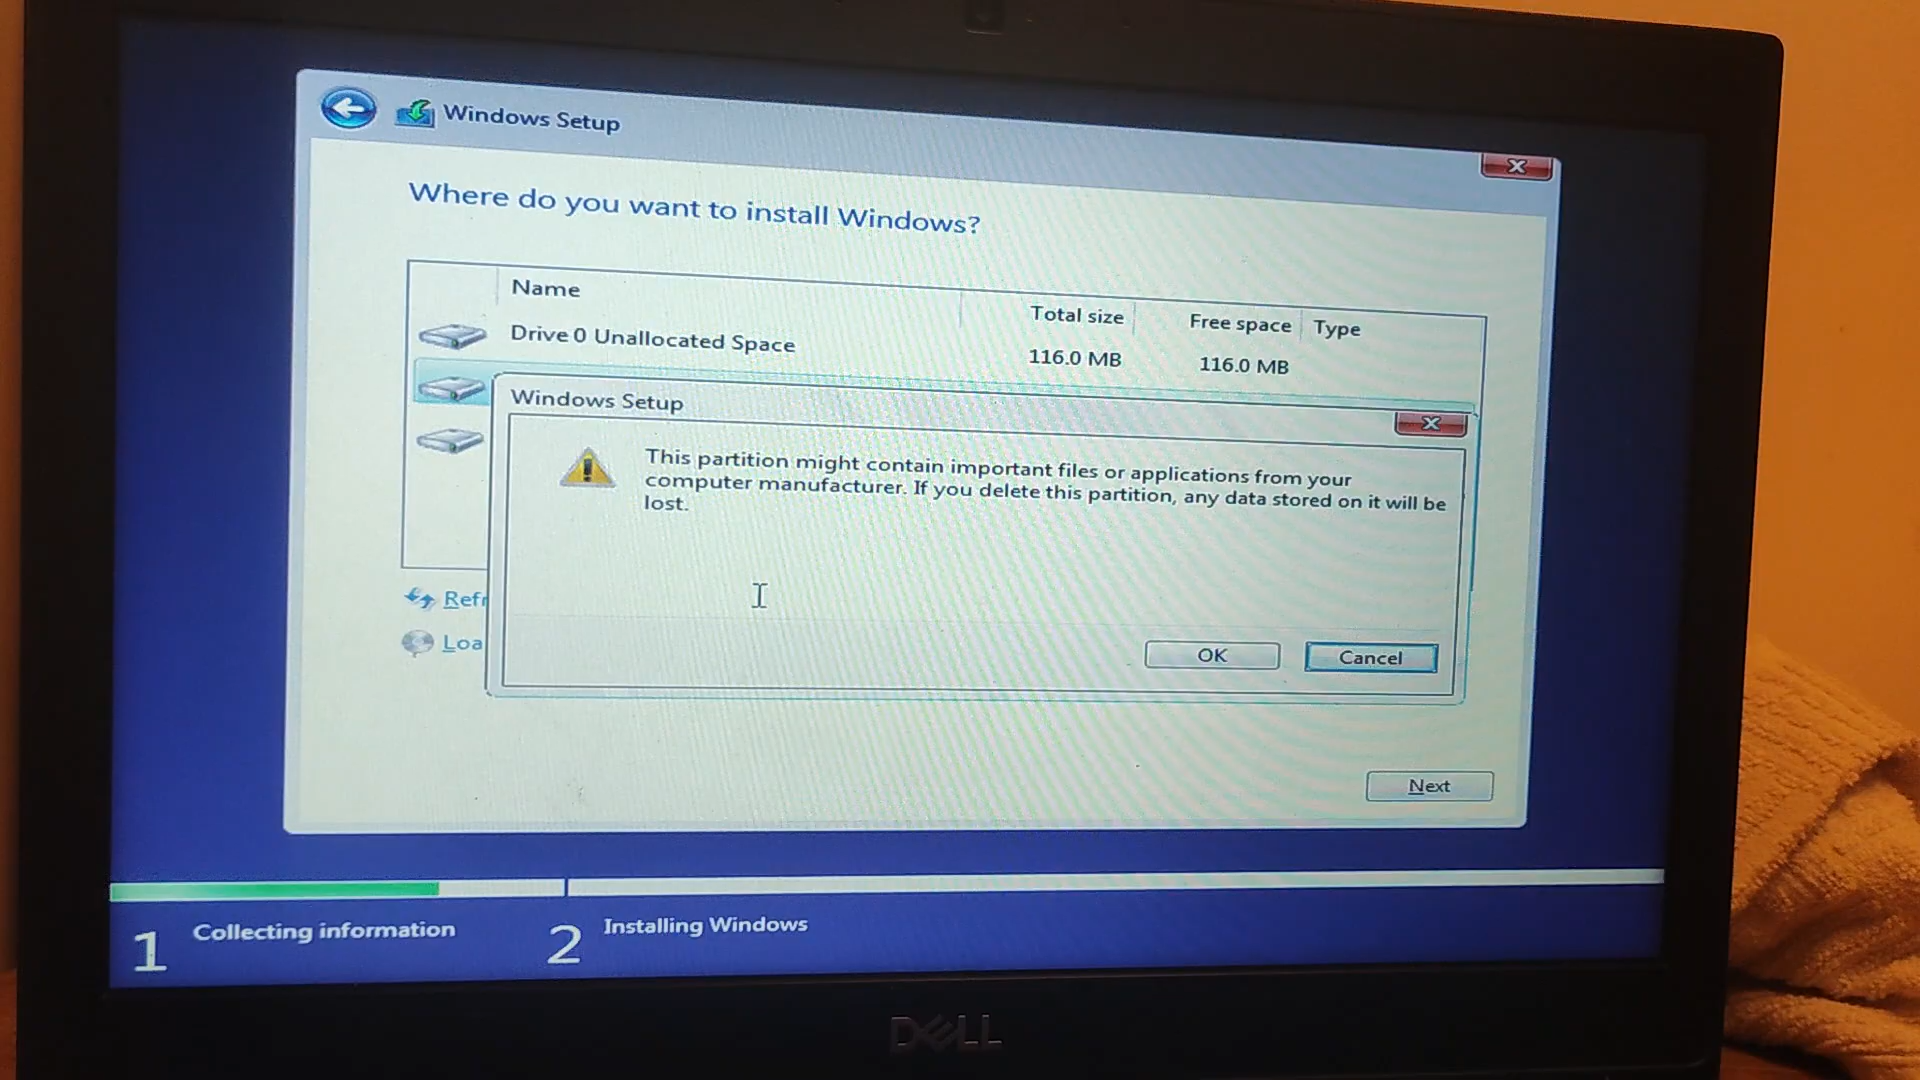 Windows Setup
Where do you want to install Windows?
Name Total size Free space Type
Drive 0 Unallocated Space 116.0 MB 116.0 MB
Windows Setup
This partition might contain important files or applications from your
computer manufacturer. If you delete this partition, any data stored on it will be
lost.
Refr
Loa
OK Cancel
Next
1 Collecting information 2 Installing Windows
DELL